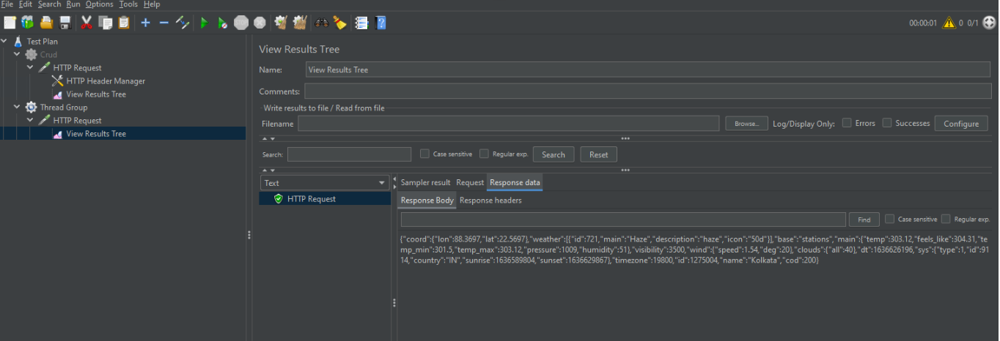 File Edit Search Run Options Tools Help
00:00:01 0 0/1
Test Plan
Crud
HTTP Request
HTTP Header Manager
View Results Tree
Thread Group
HTTP Request
View Results Tree
View Results Tree
Name: View Results Tree
Comments:
Write results to file / Read from file
Filename Browse... Log/Display Only: Errors Successes Configure
Search: Case sensitive Regular exp. Search Reset
Text
HTTP Request
Sampler result Request Response data
Response Body Response headers
Find Case sensitive Regular exp.
{"coord":{"lon":88.3697,"lat":22.5697},"weather":[{"id":721,"main":"Haze","description":"haze","icon":"50d"}],"base":"stations","main":{"temp":303.12,"feels_like":304.31,"te
mp_min":301.5,"temp_max":303.12,"pressure":1009,"humidity":51},"visibility":3500,"wind":{"speed":1.54,"deg":20},"clouds":{"all":40},"dt":1636626196,"sys":{"type":1,"id":91
14,"country":"IN","sunrise":1636589804,"sunset":1636629867},"timezone":19800,"id":1275004,"name":"Kolkata","cod":200}